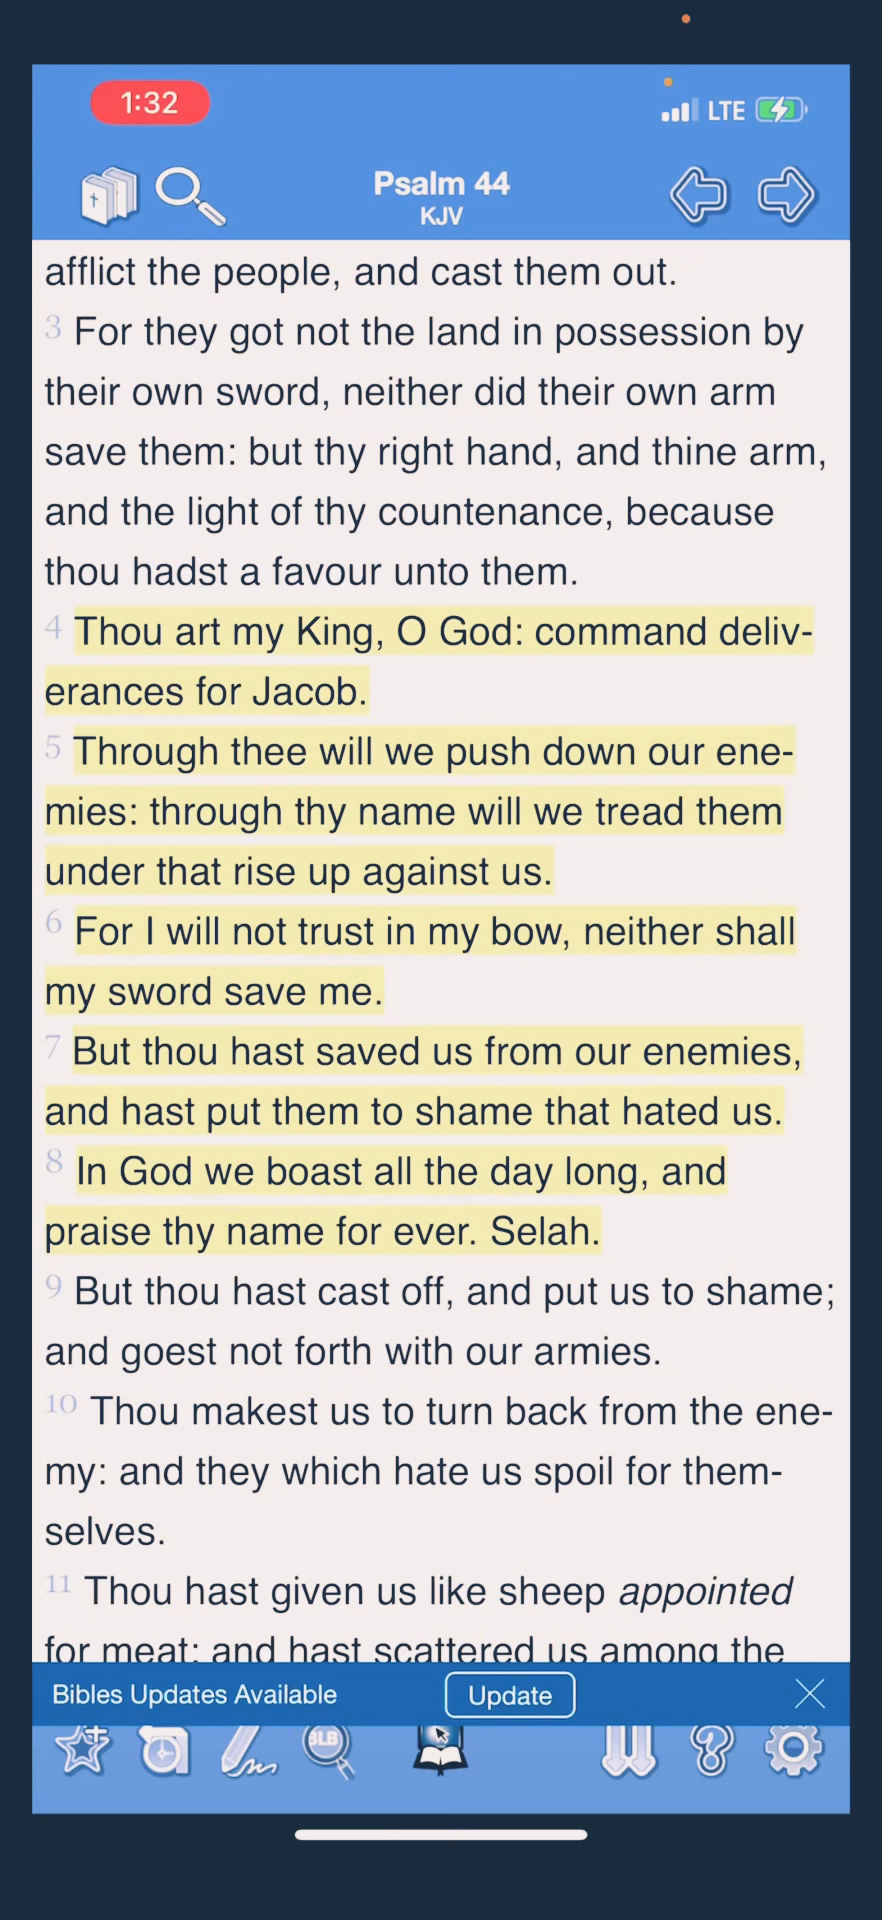 1:32
LTE
Psalm 44
KJV
afflict the people, and cast them out.
3 For they got not the land in possession by
their own sword, neither did their own arm
save them: but thy right hand, and thine arm,
and the light of thy countenance, because
thou hadst a favour unto them.
4 Thou art my King, O God: command deliv-
erances for Jacob.
5 Through thee will we push down our ene-
mies: through thy name will we tread them
under that rise up against us.
6 For I will not trust in my bow, neither shall
my sword save me.
7 But thou hast saved us from our enemies,
and hast put them to shame that hated us.
8 In God we boast all the day long, and
praise thy name for ever. Selah.
9 But thou hast cast off, and put us to shame;
and goest not forth with our armies.
10 Thou makest us to turn back from the ene-
my: and they which hate us spoil for them-
selves.
11 Thou hast given us like sheep appointed
for meat; and hast scattered us among the
Bibles Updates Available
Update
BLB